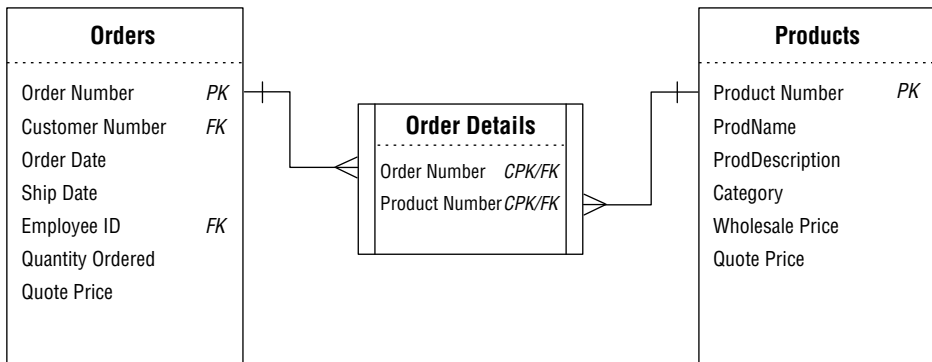 Orders
Order Number PK
Customer Number FK
Order Date
Ship Date
Employee ID FK
Quantity Ordered
Quote Price
Order Details
Order Number CPK/FK
Product Number CPK/FK
Products
Product Number PK
ProdName
ProdDescription
Category
Wholesale Price
Quote Price